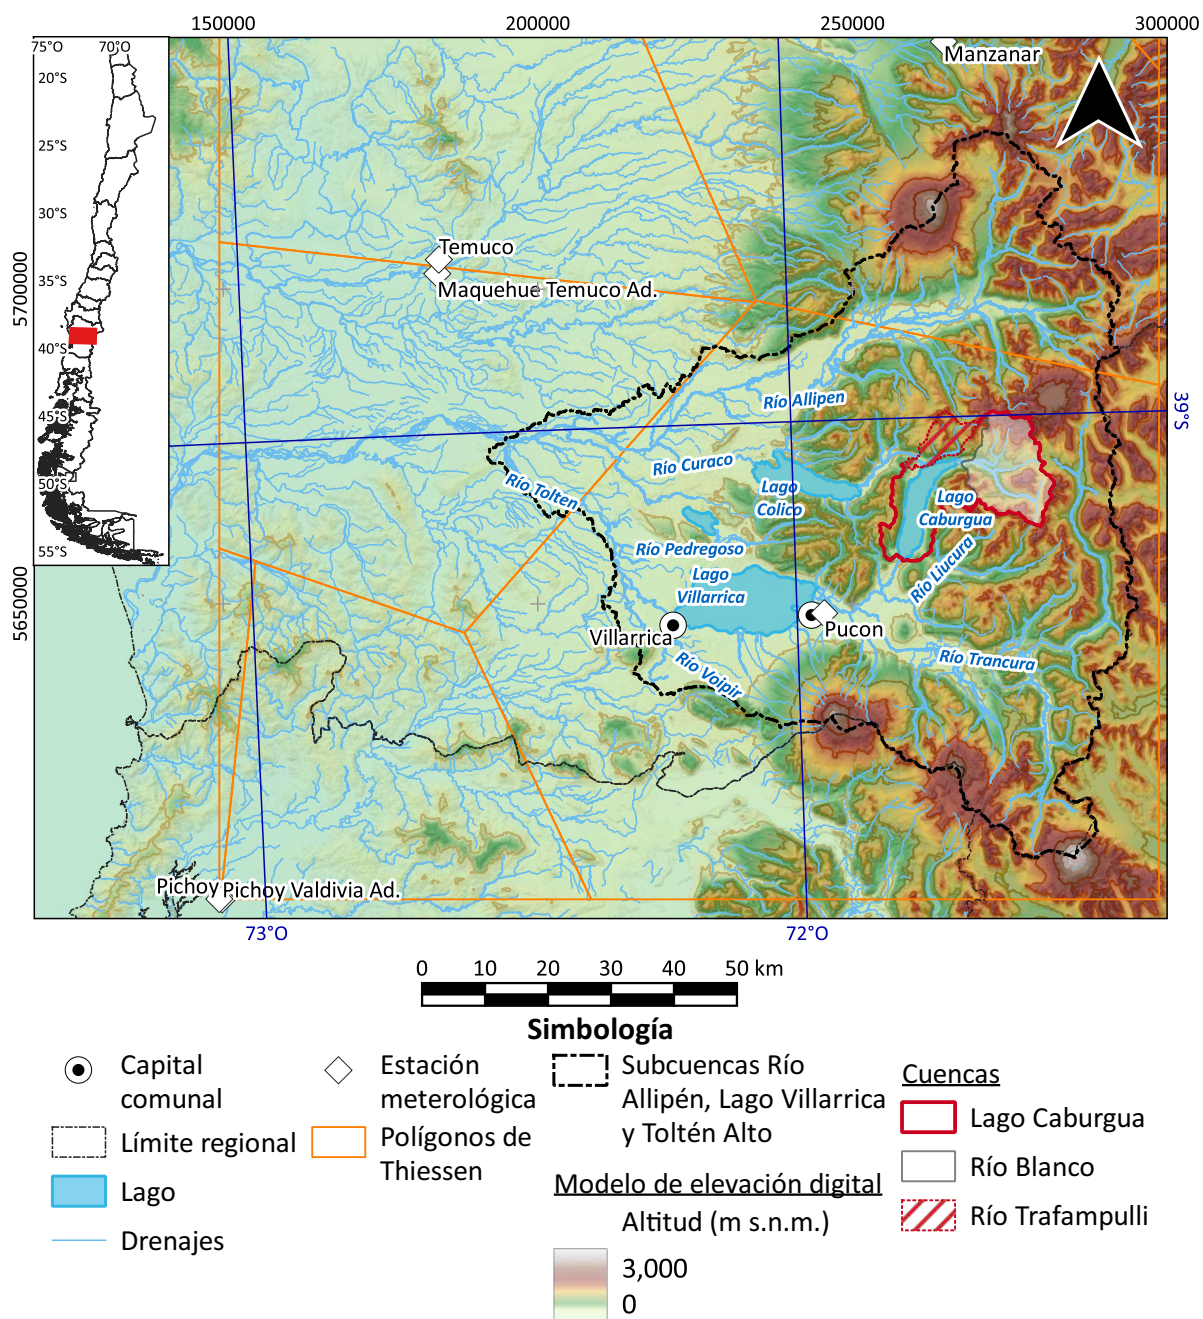 150000
200000
250000
300000
75°O
70°O
20°S
25°S
30°S
35°S
40°S
45°S
50°S
55°S
5700000
5650000
Manzanar
Temuco
Maquehue Temuco Ad.
Río Allipen
39°S
Río Curaco
Río Tolten
Lago
Colico
Lago
Caburgua
Río Pedregoso
Río Liucura
Lago
Villarrica
Villarrica
Pucon
Río Voipir
Río Trancura
Pichoy
Pichoy Valdivia Ad.
73°O
72°O
0
10
20
30
40
50 km
Simbología
Capital
comunal
Límite regional
Lago
Drenajes
Estación
meterológica
Polígonos de
Thiessen
Subcuencas Río
Allipén, Lago Villarrica
y Toltén Alto
Modelo de elevación digital
Altitud (m s.n.m.)
3,000
0
Cuencas
Lago Caburgua
Río Blanco
Río Trafampulli